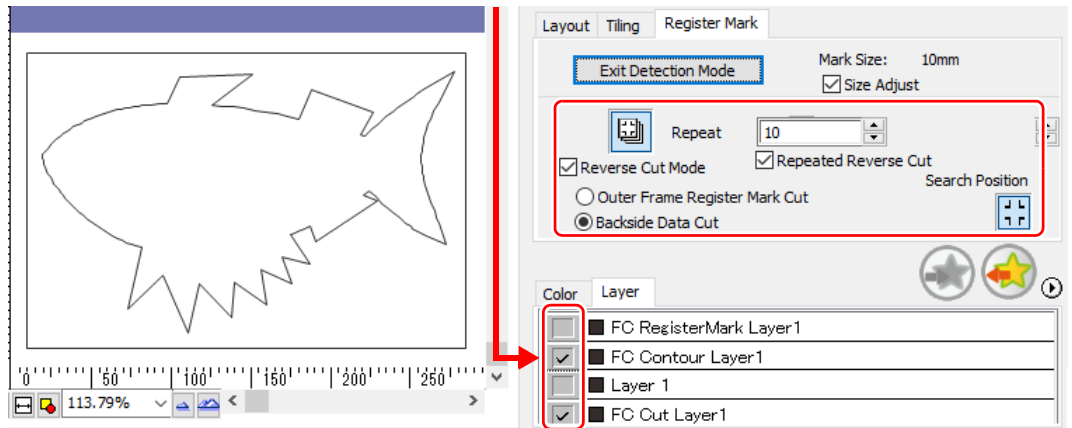 Layout Tiling Register Mark
Exit Detection Mode
Mark Size: 10mm
Size Adjust
Repeat 10
Reverse Cut Mode
Repeated Reverse Cut
Search Position
Outer Frame Register Mark Cut
Backside Data Cut
Color Layer
FC RegisterMark Layer1
FC Contour Layer1
Layer 1
FC Cut Layer1
0 50 100 150 200 250
113.79%